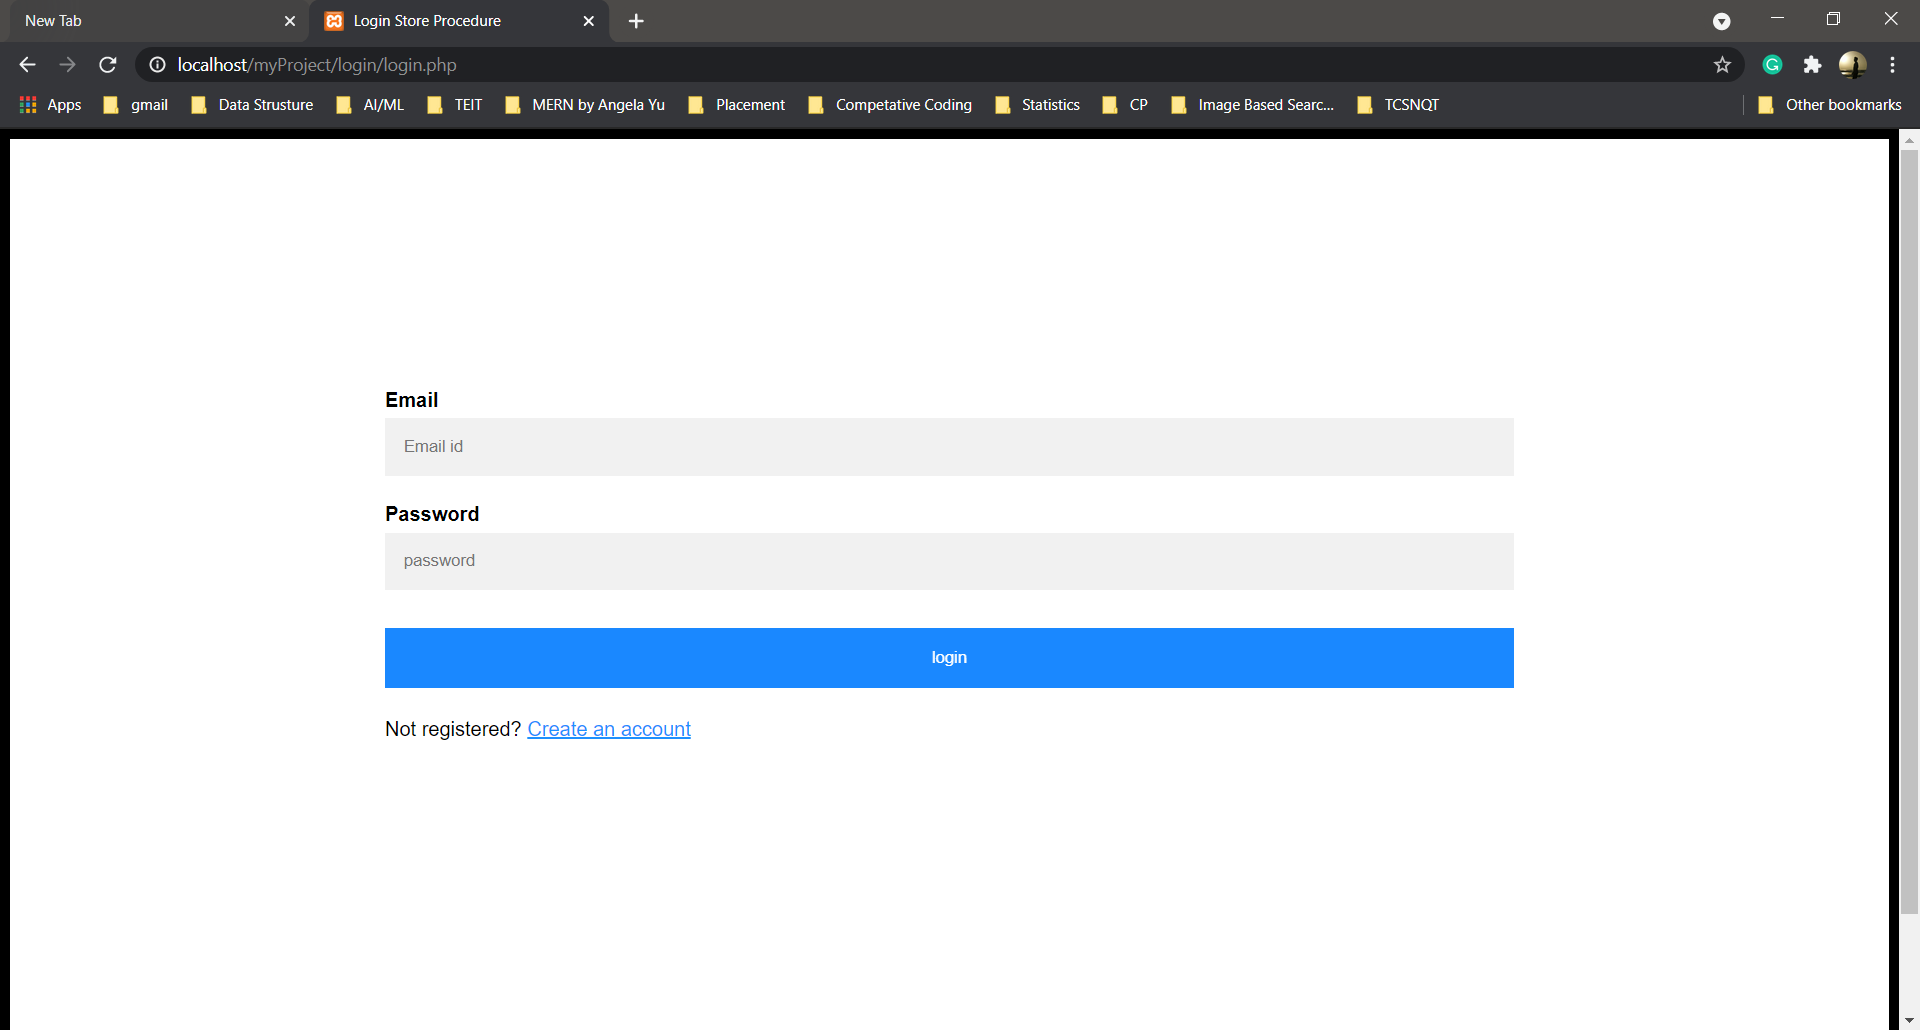 New Tab
Login Store Procedure
localhost/myProject/login/login.php
Apps gmail Data Strusture AI/ML TEIT MERN by Angela Yu Placement Competative Coding Statistics CP Image Based Searc... TCSNQT Other bookmarks
Email
Email id
Password
password
login
Not registered? Create an account